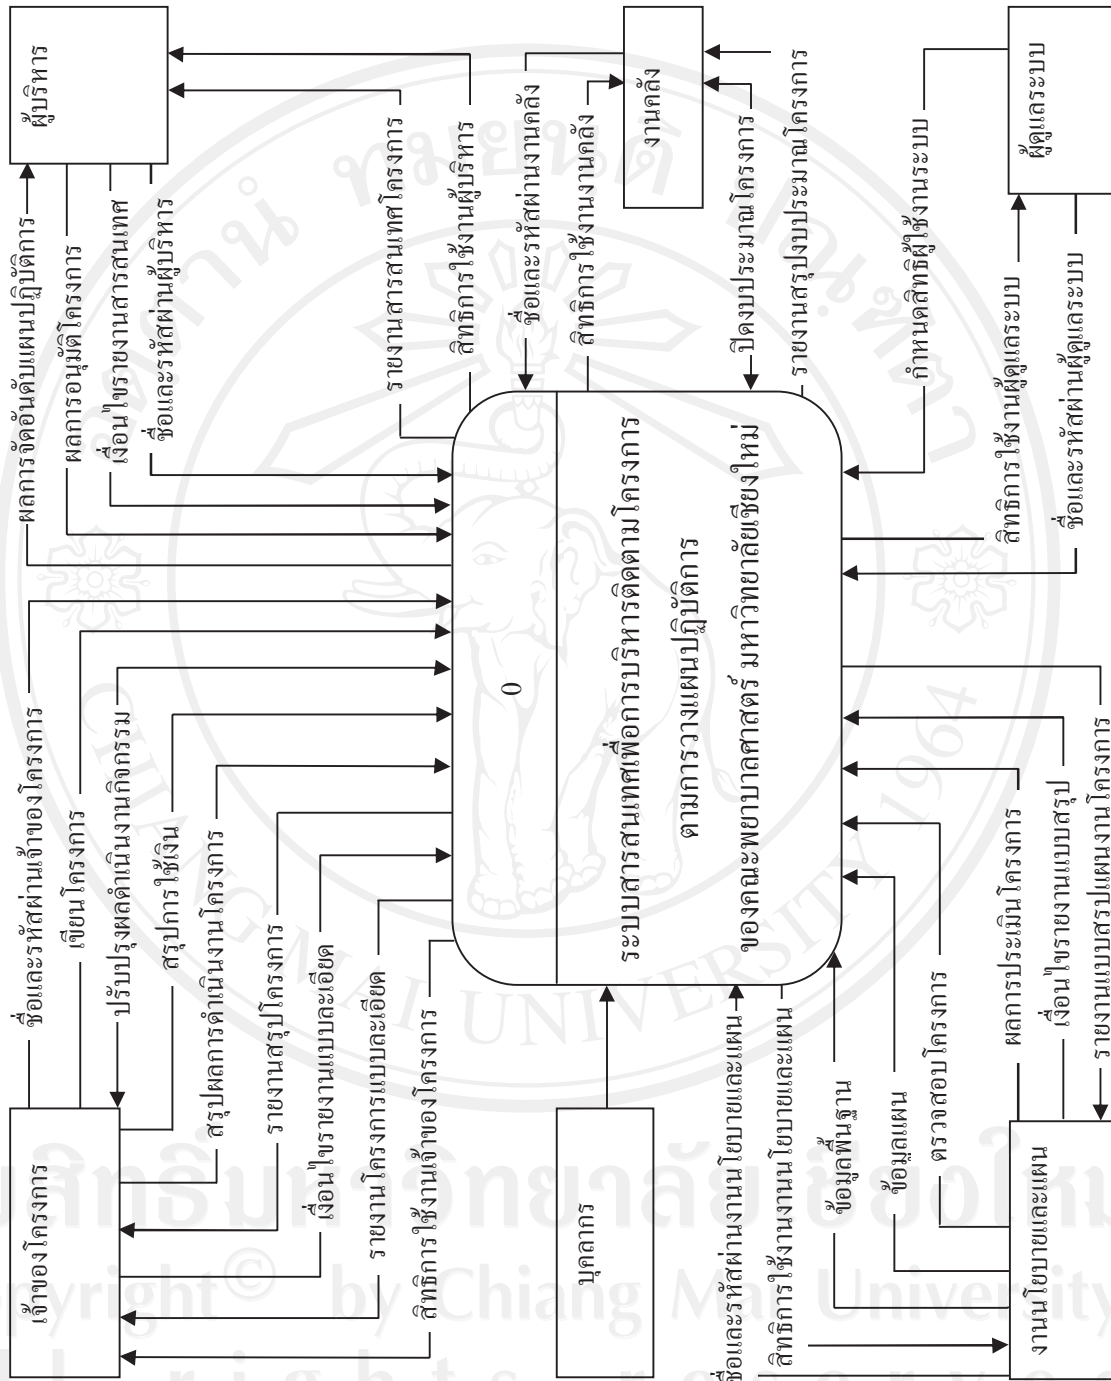 ผู้บริหาร
งานคลัง
ผู้ดูแลระบบ
ผลการจัดอันดับแผนปฏิบัติการ
ผลการอนุมัติโครงการ
เงื่อนไขรายงานสารสนเทศ
ชื่อและรหัสผ่านผู้บริหาร
รายงานสารสนเทศโครงการ
สิทธิการใช้งานผู้บริหาร
ชื่อและรหัสผ่านงานคลัง
สิทธิการใช้งานงานคลัง
ปิดงบประมาณโครงการ
รายงานสรุปงบประมาณโครงการ
กำหนดสิทธิผู้ใช้งานระบบ
สิทธิการใช้งานผู้ดูแลระบบ
ชื่อและรหัสผ่านผู้ดูแลระบบ
0
ระบบสารสนเทศเพื่อการบริหารติดตามโครงการ
ตามการวางแผนปฏิบัติการ
ของคณะพยาบาลศาสตร์ มหาวิทยาลัยเชียงใหม่
ชื่อและรหัสผ่านเจ้าของโครงการ
เขียนโครงการ
ปรับปรุงผลดำเนินงานกิจกรรม
สรุปการใช้เงิน
สรุปผลการดำเนินงานโครงการ
รายงานสรุปโครงการ
เงื่อนไขรายงานแบบละเอียด
รายงานโครงการแบบละเอียด
สิทธิการใช้งานเจ้าของโครงการ
ชื่อและรหัสผ่านงานนโยบายและแผน
สิทธิการใช้งานงานนโยบายและแผน
ข้อมูลพื้นฐาน
ข้อมูลแผน
ตรวจสอบโครงการ
ผลการประเมินโครงการ
เงื่อนไขรายงานแบบสรุป
รายงานแบบสรุปแผนงานโครงการ
เจ้าของโครงการ
บุคลากร
งานนโยบายและแผน
CHIANG MAI UNIVERSITY 1964
Copyright © by Chiang Mai University